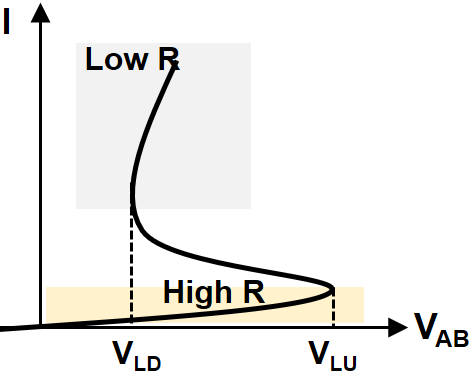 I
Low R
High R
V_AB
V_LD
V_LU